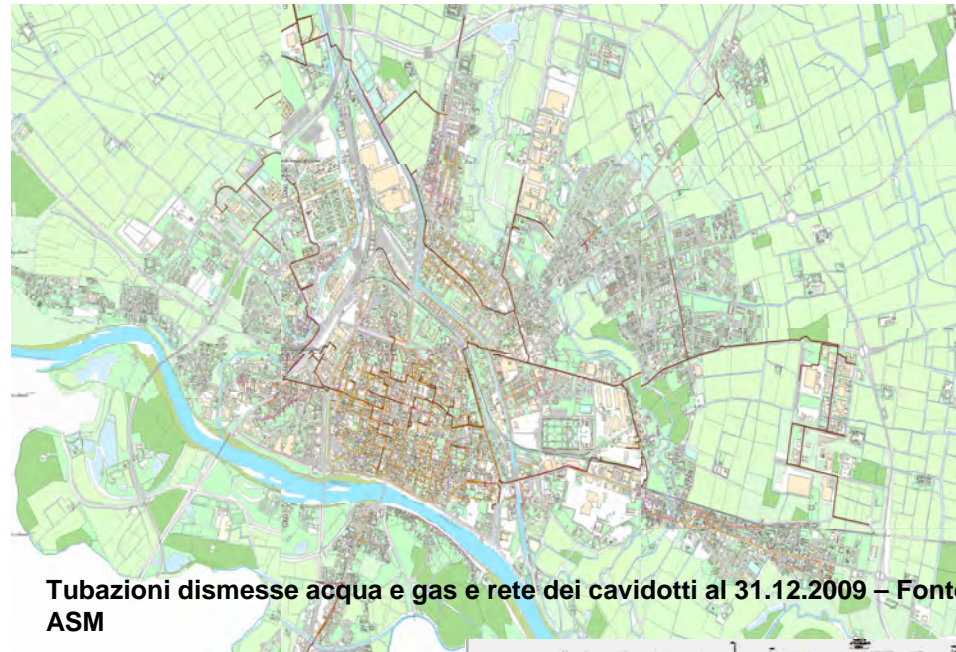 Tubazioni dismesse acqua e gas e rete dei cavidotti al 31.12.2009 – Fonte
ASM